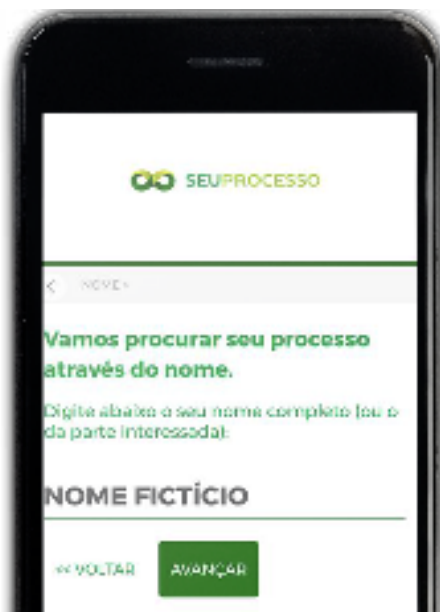 SEUPROCESSO
NOME
Vamos procurar seu processo
através do nome.
Digite abaixo o seu nome completo (ou o
da parte interessada):
NOME FICTÍCIO
<< VOLTAR
AVANÇAR